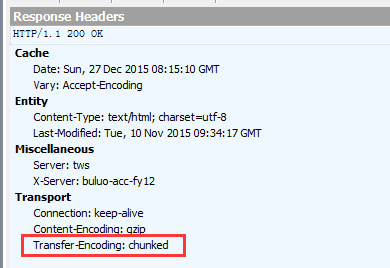 Response Headers
HTTP/1.1 200 OK
Cache
Date: Sun, 27 Dec 2015 08:15:10 GMT
Vary: Accept-Encoding
Entity
Content-Type: text/html; charset=utf-8
Last-Modified: Tue, 10 Nov 2015 09:34:17 GMT
Miscellaneous
Server: tws
X-Server: buluo-acc-fy12
Transport
Connection: keep-alive
Content-Encoding: gzip
Transfer-Encoding: chunked